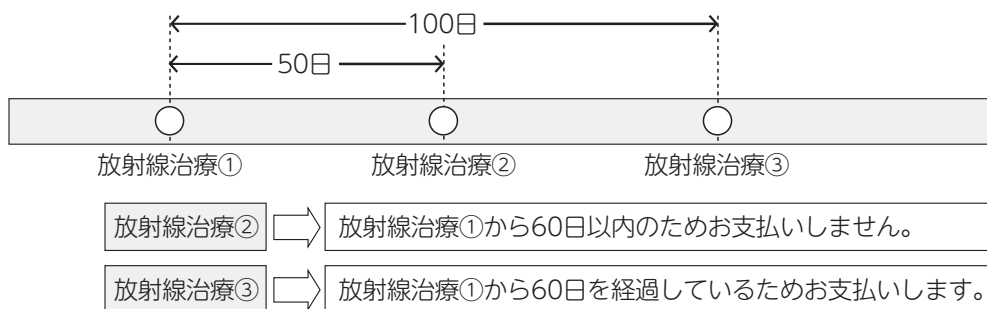 100日
50日
放射線治療① 放射線治療② 放射線治療③
放射線治療② 放射線治療①から60日以内のためお支払いしません。
放射線治療③ 放射線治療①から60日を経過しているためお支払いします。